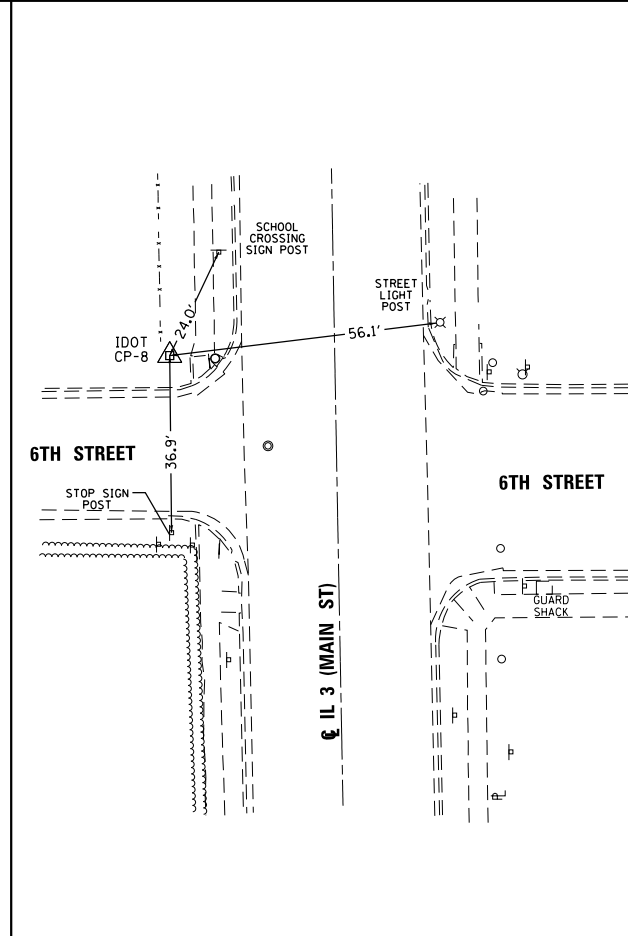 SCHOOL
CROSSING
SIGN POST
STREET
LIGHT
POST
24.0'
56.1'
IDOT
CP-8
36.9'
6TH STREET
6TH STREET
STOP SIGN
POST
GUARD
SHACK
℄ IL 3 (MAIN ST)